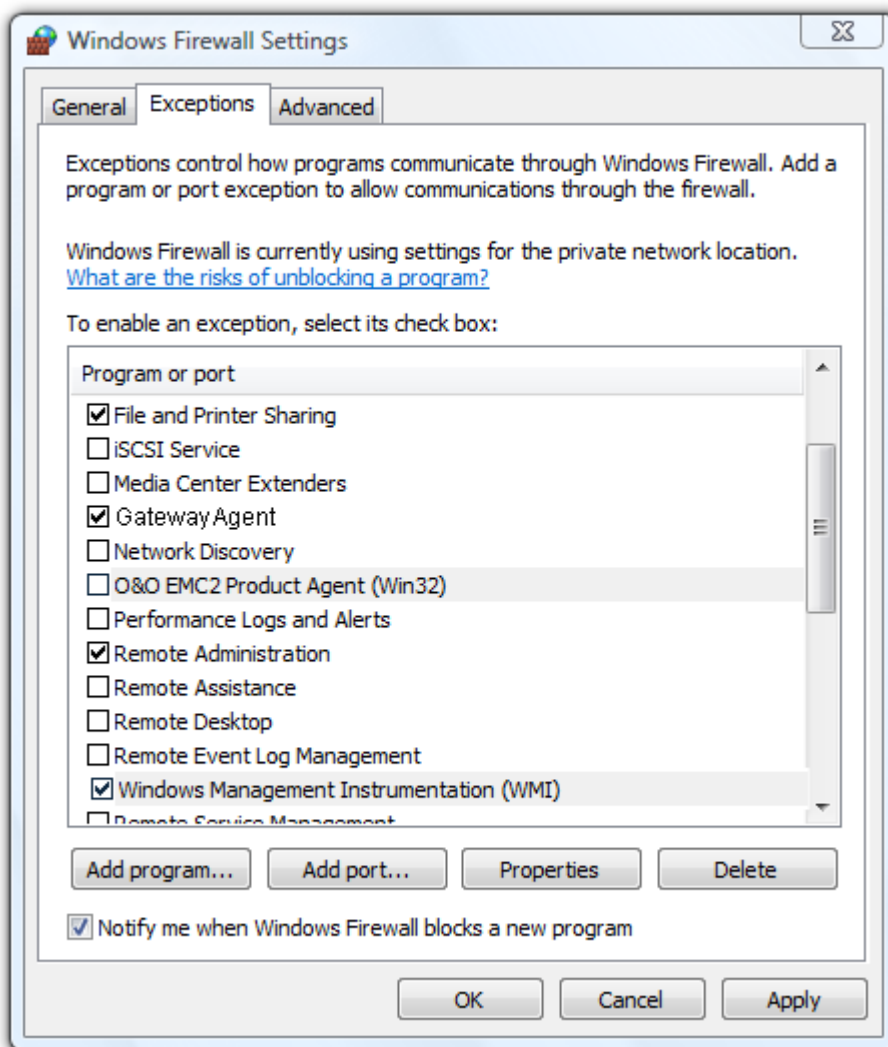 Windows Firewall Settings
General Exceptions Advanced
Exceptions control how programs communicate through Windows Firewall. Add a
program or port exception to allow communications through the firewall.
Windows Firewall is currently using settings for the private network location.
What are the risks of unblocking a program?
To enable an exception, select its check box:
Program or port
File and Printer Sharing
iSCSI Service
Media Center Extenders
Gateway Agent
Network Discovery
O&O EMC2 Product Agent (Win32)
Performance Logs and Alerts
Remote Administration
Remote Assistance
Remote Desktop
Remote Event Log Management
Windows Management Instrumentation (WMI)
Remote Service Management
Add program... Add port... Properties Delete
Notify me when Windows Firewall blocks a new program
OK Cancel Apply